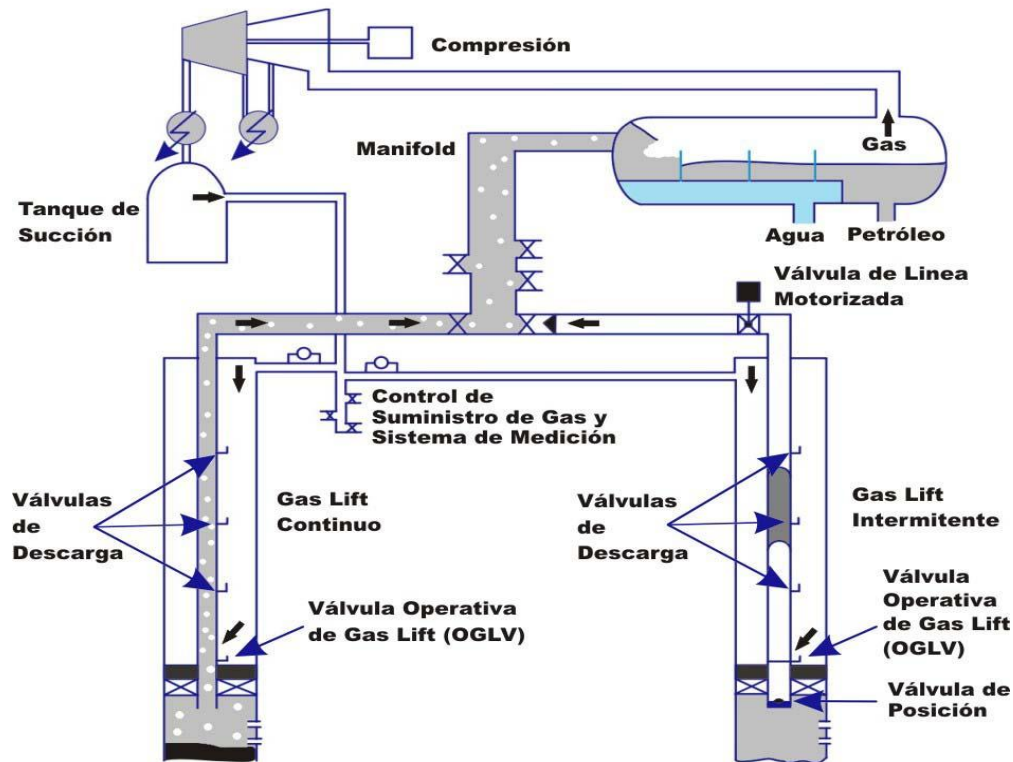 Compresión
Manifold
Gas
Tanque de
Succión
Agua
Petróleo
Válvula de Linea
Motorizada
Control de
Suministro de Gas y
Sistema de Medición
Válvulas
de
Descarga
Gas Lift
Continuo
Válvulas
de
Descarga
Gas Lift
Intermitente
Válvula Operativa
de Gas Lift (OGLV)
Válvula
Operativa
de Gas Lift
(OGLV)
Válvula de
Posición